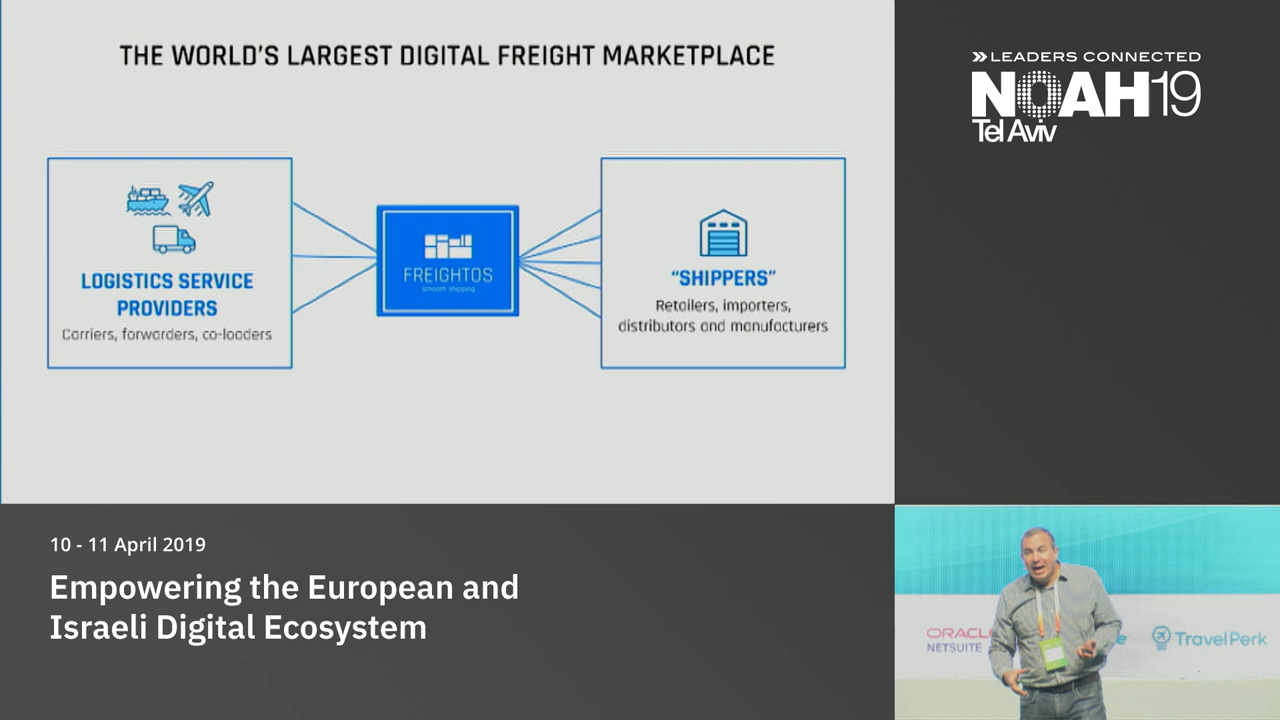 THE WORLD'S LARGEST DIGITAL FREIGHT MARKETPLACE
LOGISTICS SERVICE
PROVIDERS
Carriers, forwarders, co-loaders
FREIGHTOS
smooth shipping
“SHIPPERS”
Retailers, importers,
distributors and manufacturers
LEADERS CONNECTED
NOAH19
Tel Aviv
10 - 11 April 2019
Empowering the European and
Israeli Digital Ecosystem
NETSUITE
TravelPerk